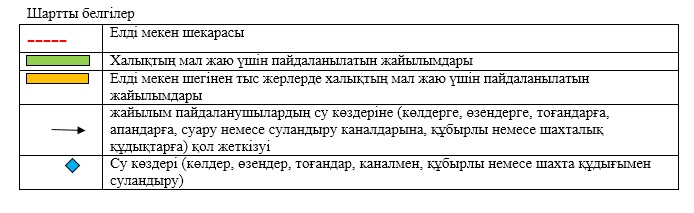 Шартты белгілер
Елді мекен шекарасы
Халықтың мал жаю үшін пайдаланылатын жайылымдары
Елді мекен шегінен тыс жерлерде халықтың мал жаю үшін пайдаланылатын
жайылымдары
жайылым пайдаланушылардың су көздеріне (көлдерге, өзендерге, тоғандарға,
апандарға, суару немесе суландыру каналдарына, құбырлы немесе шахталық
құдықтарға) қол жеткізуі
Су көздері (көлдер, өзендер, тоғандар, каналмен, құбырлы немесе шахта құдығымен
суландыру)